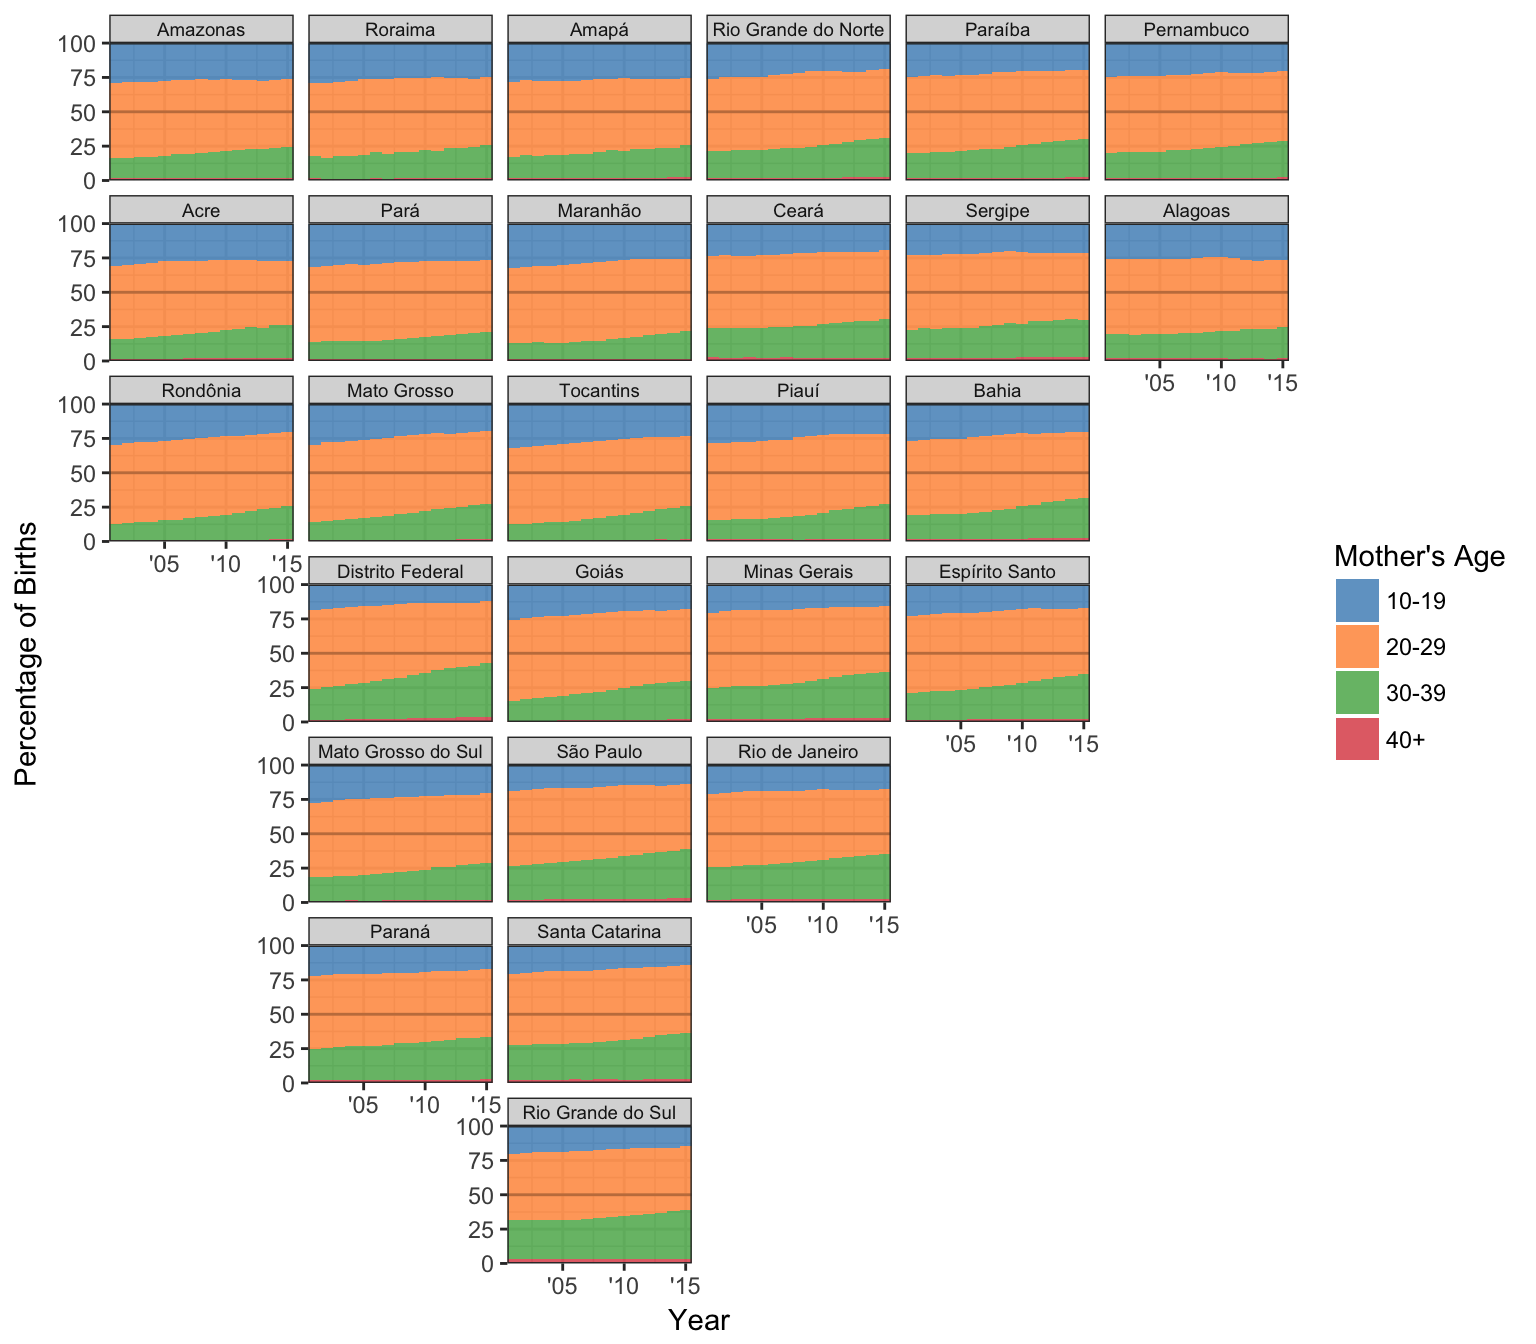 Amazonas Roraima Amapá Rio Grande do Norte Paraíba Pernambuco
100
75
50
25
0
Acre Pará Maranhão Ceará Sergipe Alagoas
100
75
50
25
0
'05 '10 '15
Rondônia Mato Grosso Tocantins Piauí Bahia
100
75
50
25
0
'05 '10 '15
Distrito Federal Goiás Minas Gerais Espírito Santo
100
75
50
25
0
'05 '10 '15
Mato Grosso do Sul São Paulo Rio de Janeiro
100
75
50
25
0
'05 '10 '15
Paraná Santa Catarina
100
75
50
25
0
'05 '10 '15
Rio Grande do Sul
100
75
50
25
0
'05 '10 '15
Year
Percentage of Births
Mother's Age
10-19
20-29
30-39
40+